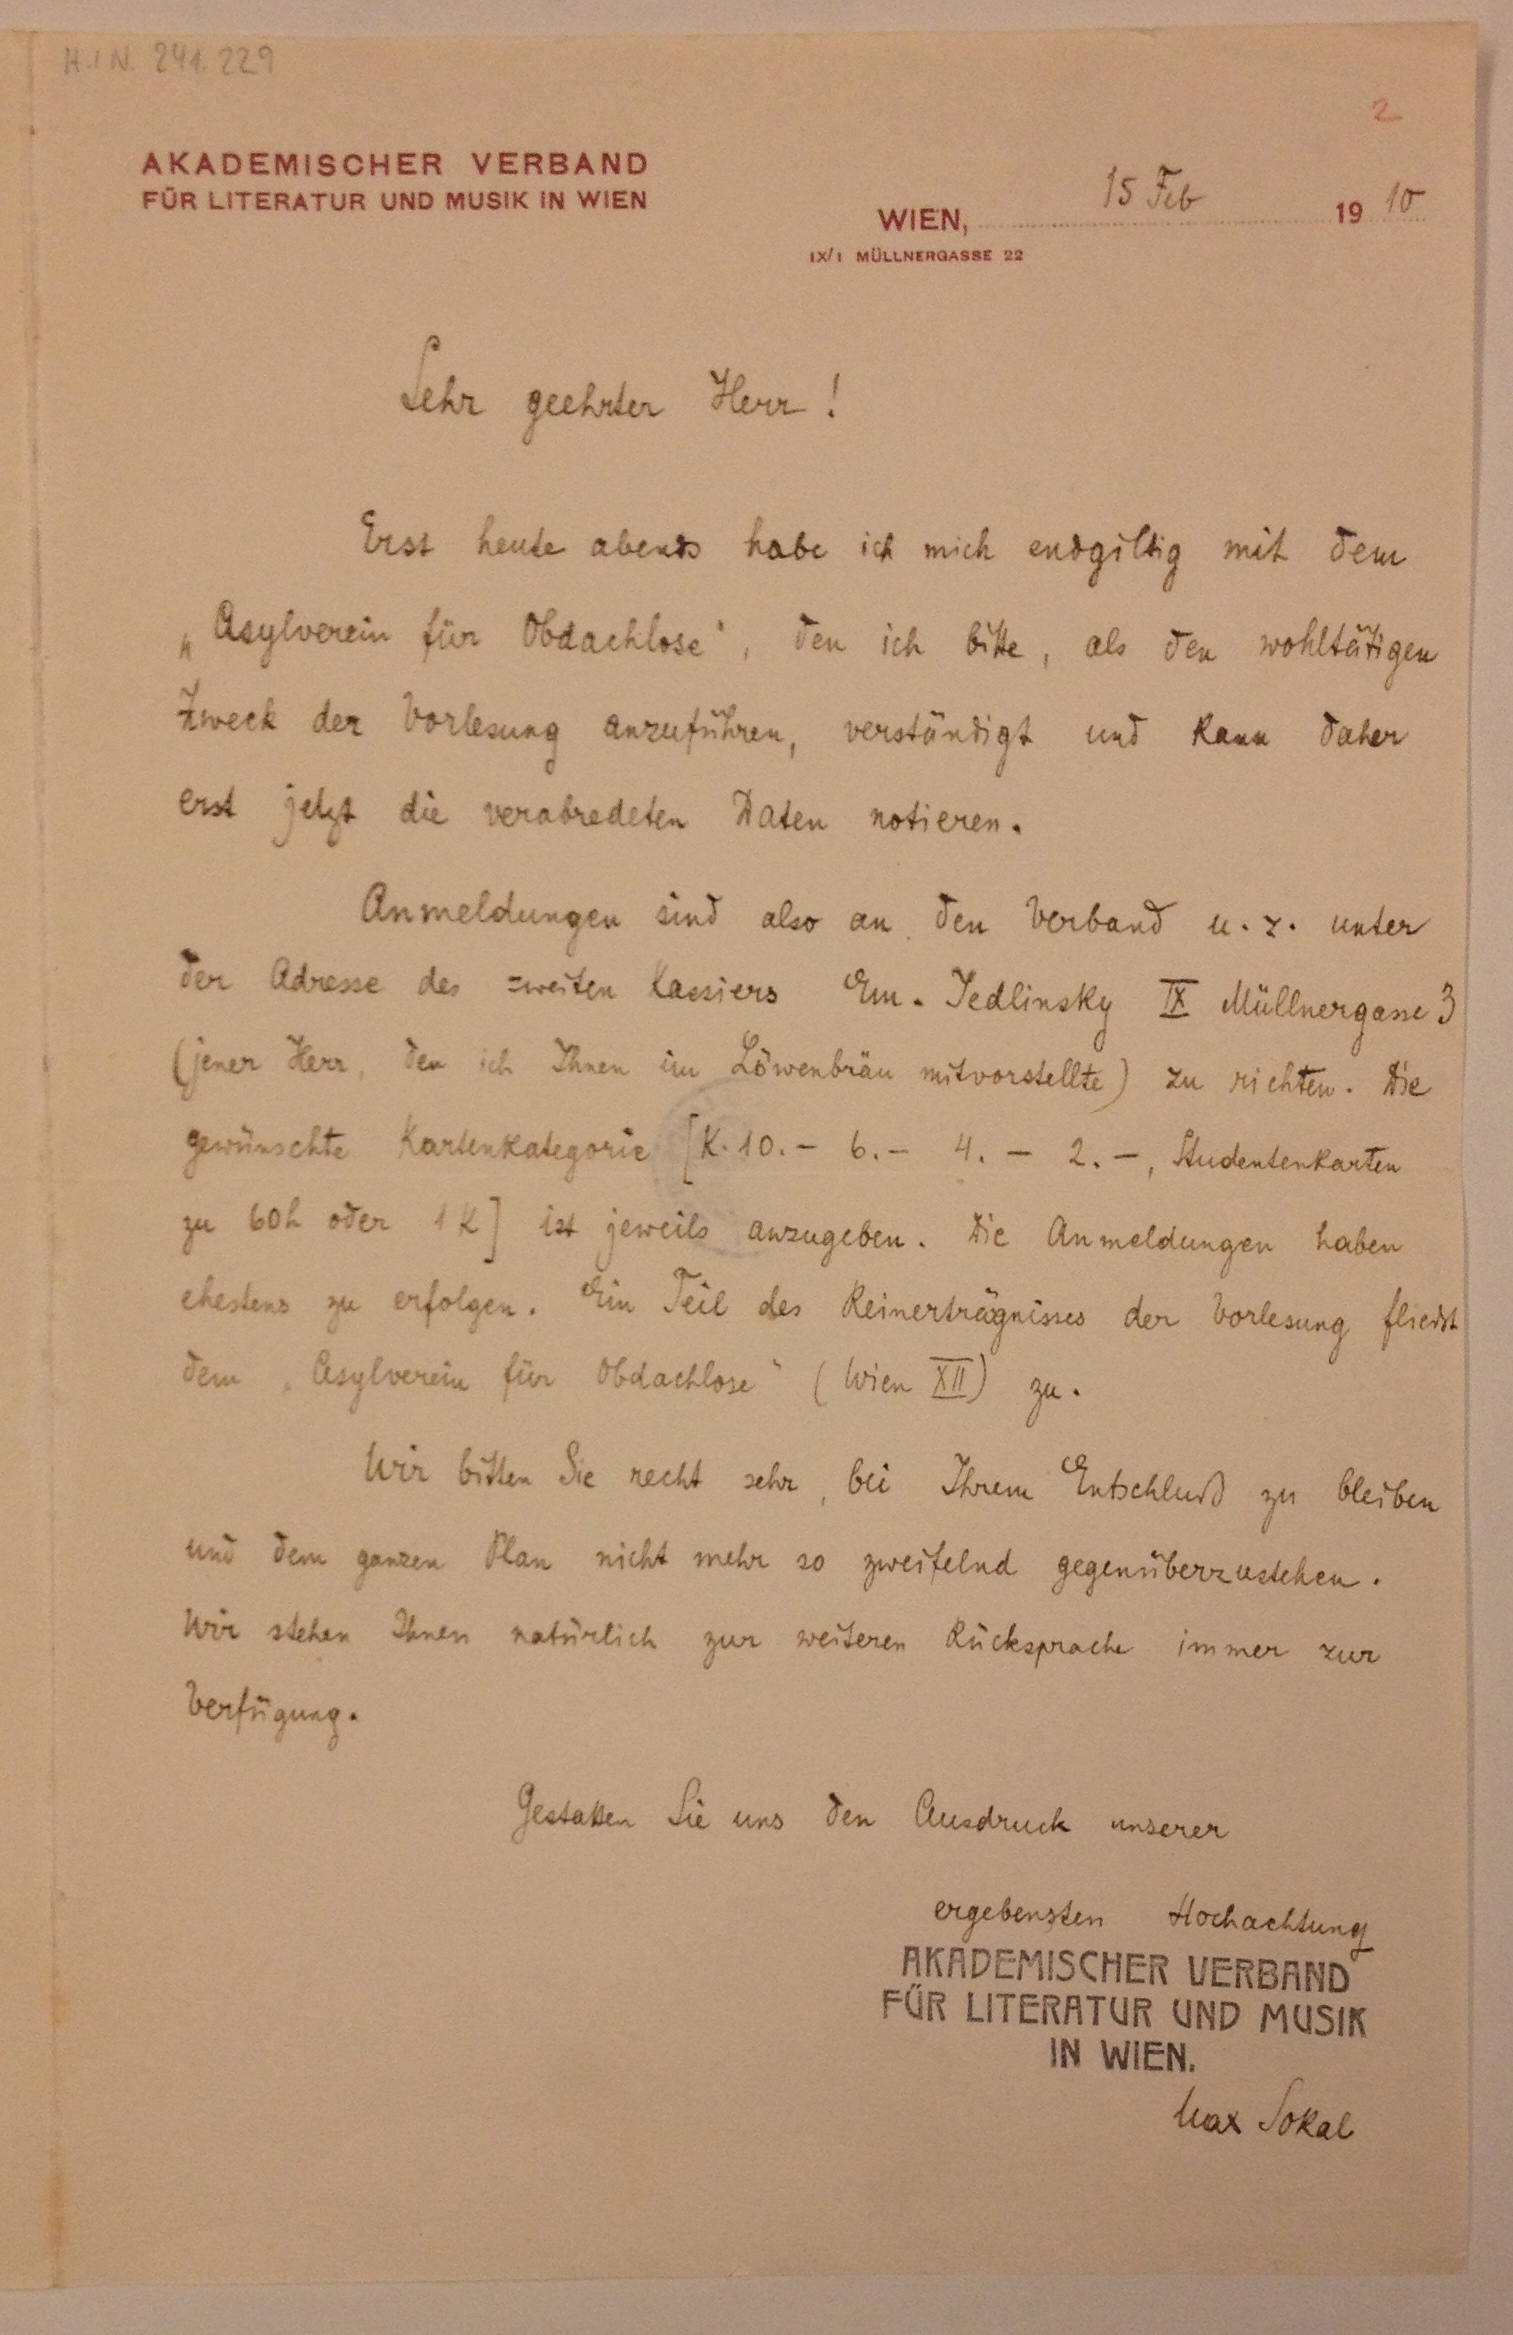 H.I.N. 241.229
2
AKADEMISCHER VERBAND
FÜR LITERATUR UND MUSIK IN WIEN
WIEN, 15 Feb 1910
IX/1 MÜLLNERGASSE 22
Sehr geehrter Herr!
Erst heute abends habe ich mich endgiltig mit dem
„Asylverein für Obdachlose“, den ich bitte, als den wohltätigen
Zweck der Vorlesung anzuführen, verständigt und kann daher
erst jetzt die verabredeten Daten notieren.
Anmeldungen sind also an den Verband u. z. unter
der Adresse des zweiten Kassiers Em. Jedlinsky IX Müllnergasse 3
(jener Herr, den ich Ihnen im Löwenbräu mitvorstellte) zu richten. Die
gewünschte Kartenkategorie [K. 10.– 6.– 4.– 2.–, Studentenkarten
zu 60h oder 1 K] ist jeweils anzugeben. Die Anmeldungen haben
ehestens zu erfolgen. Ein Teil des Reinerträgnisses der Vorlesung fließt
dem „Asylverein für Obdachlose“ (Wien XII) zu.
Wir bitten Sie recht sehr, bei Ihrem Entschluß zu bleiben
und dem ganzen Plan nicht mehr so zweifelnd gegenüberzustehen.
Wir stehen Ihnen natürlich zur weiteren Rücksprache immer zur
Verfügung.
Gestatten Sie uns den Ausdruck unserer
ergebensten Hochachtung
AKADEMISCHER VERBAND
FÜR LITERATUR UND MUSIK
IN WIEN.
Max Sokal